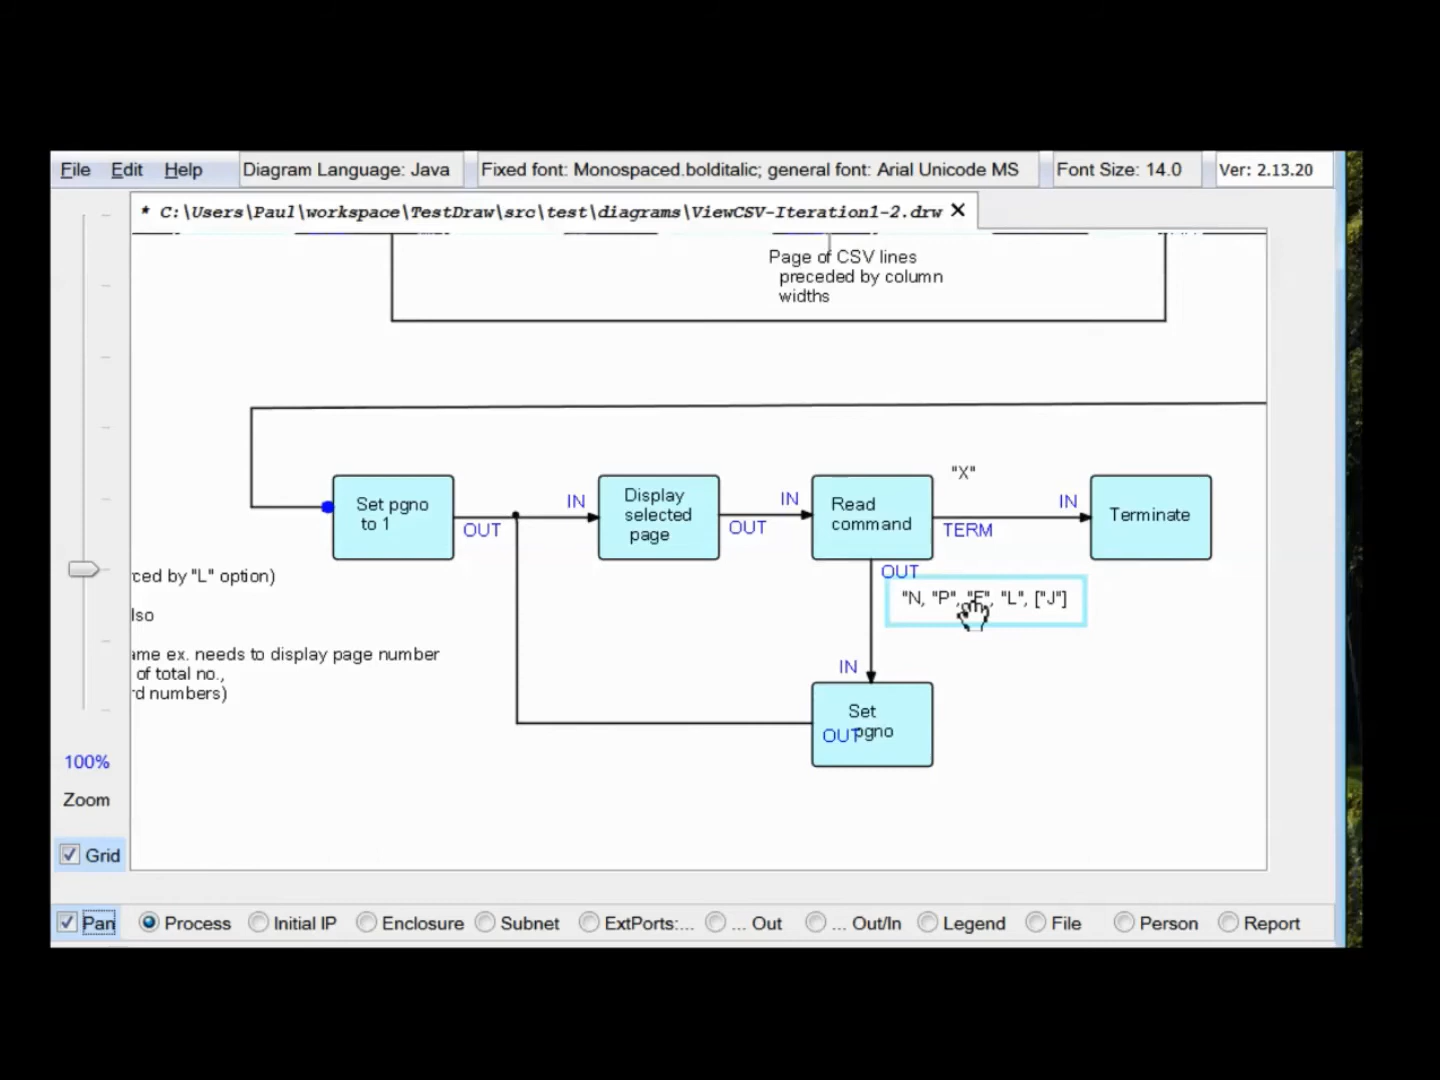 File Edit Help Diagram Language: Java Fixed font: Monospaced.bolditalic; general font: Arial Unicode MS Font Size: 14.0 Ver: 2.13.20
* C:\Users\Paul\workspace\TestDraw\src\test\diagrams\ViewCSV-Iteration1-2.drw ✕
Page of CSV lines
preceded by column
widths
"X"
Set pgno
to 1
OUT
IN
Display
selected
page
OUT
IN
Read
command
TERM
IN
Terminate
OUT
"N, "P", "F", "L", ["J"]
ced by "L" option)
lso
ame ex. needs to display page number
of total no.,
rd numbers)
IN
Set
pgno
OUT
100%
Zoom
Grid
Pan Process Initial IP Enclosure Subnet ExtPorts:... ... Out ... Out/In Legend File Person Report